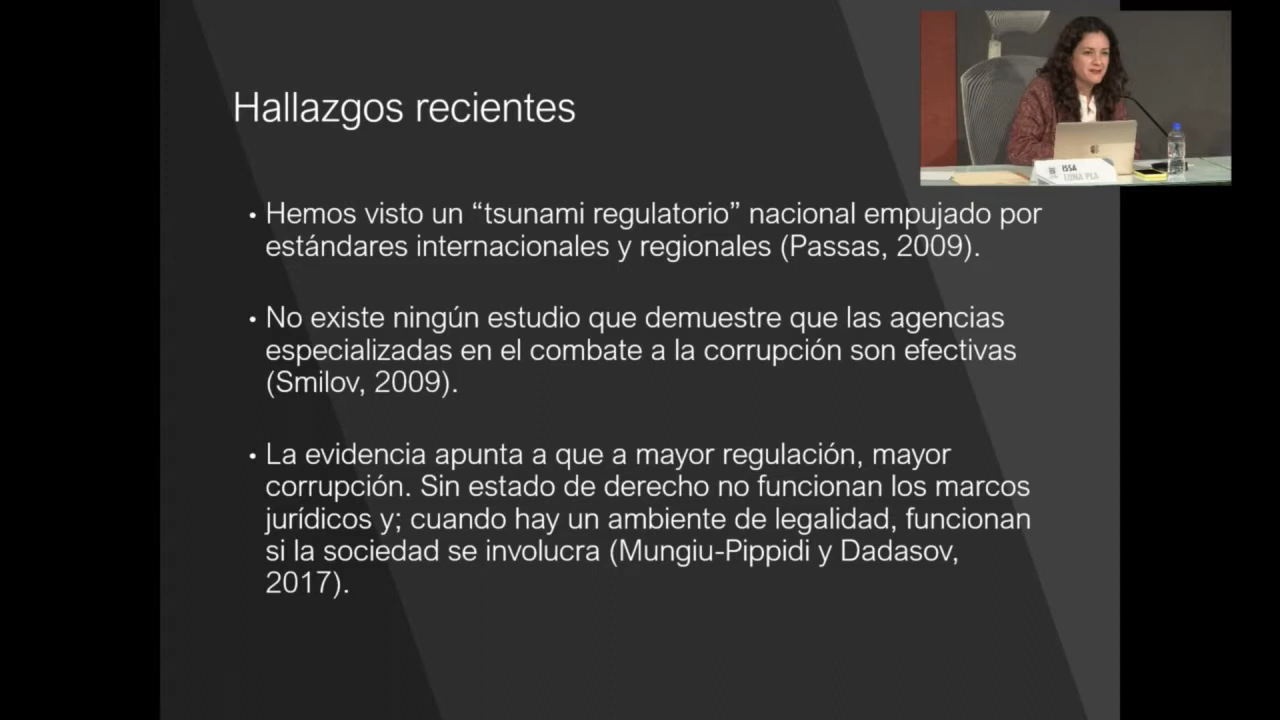 Hallazgos recientes
• Hemos visto un “tsunami regulatorio” nacional empujado por
estándares internacionales y regionales (Passas, 2009).
• No existe ningún estudio que demuestre que las agencias
especializadas en el combate a la corrupción son efectivas
(Smilov, 2009).
• La evidencia apunta a que a mayor regulación, mayor
corrupción. Sin estado de derecho no funcionan los marcos
jurídicos y; cuando hay un ambiente de legalidad, funcionan
si la sociedad se involucra (Mungiu-Pippidi y Dadasov,
2017).
ISSA
LUNA PLA